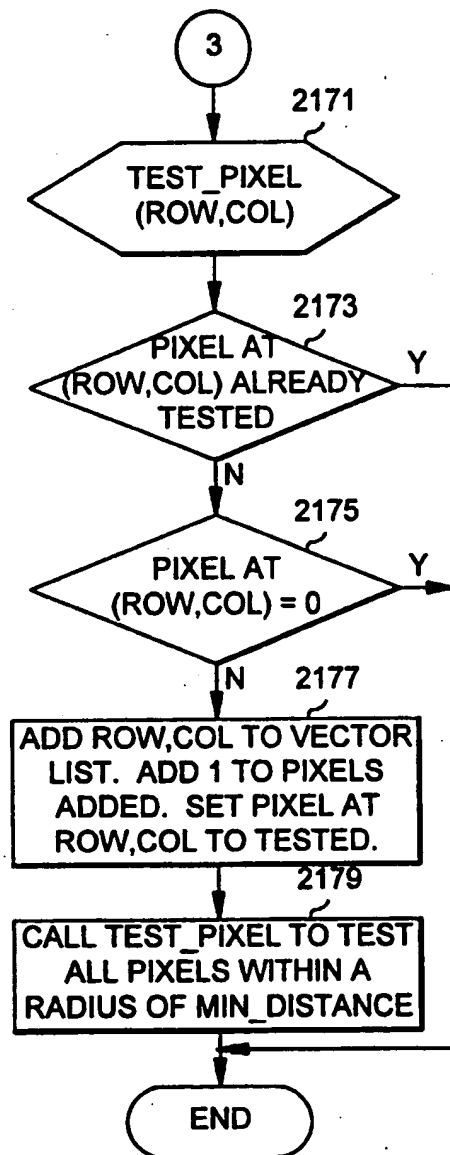 3
2171
TEST_PIXEL
(ROW,COL)
2173
PIXEL AT
(ROW,COL) ALREADY
TESTED
Y
N
2175
PIXEL AT
(ROW,COL) = 0
Y
N
2177
ADD ROW,COL TO VECTOR
LIST. ADD 1 TO PIXELS
ADDED. SET PIXEL AT
ROW,COL TO TESTED.
2179
CALL TEST_PIXEL TO TEST
ALL PIXELS WITHIN A
RADIUS OF MIN_DISTANCE
END